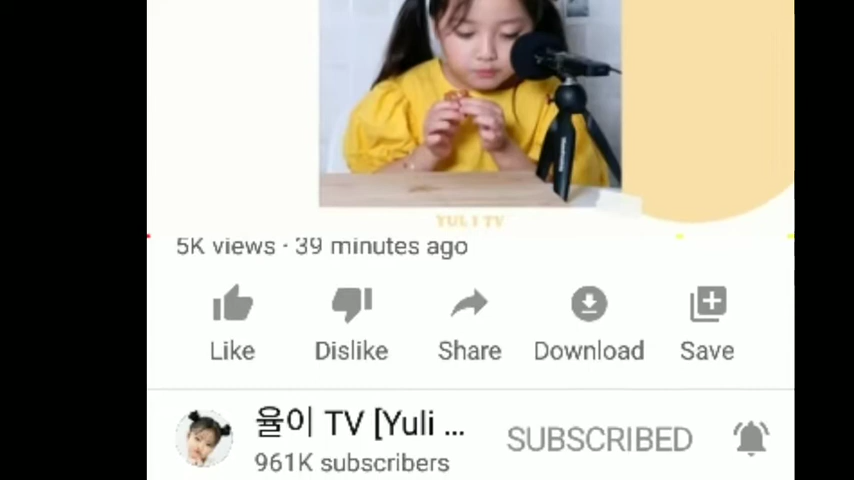 YULI TV
5K views · 39 minutes ago
Like Dislike Share Download Save
율이 TV [Yuli ...
SUBSCRIBED
961K subscribers